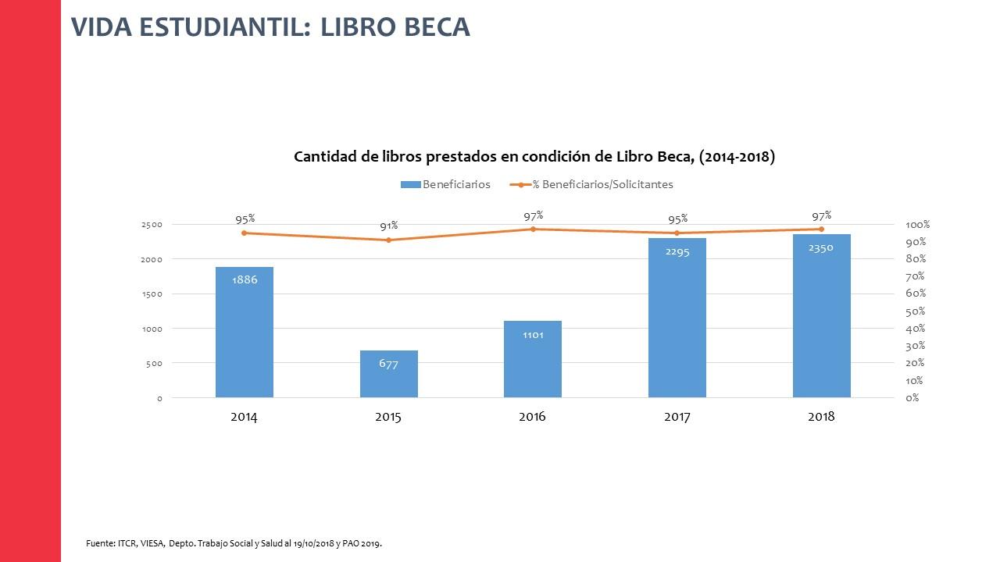 VIDA ESTUDIANTIL: LIBRO BECA
Cantidad de libros prestados en condición de Libro Beca, (2014-2018)
Beneficiarios % Beneficiarios/Solicitantes
95% 91% 97% 95% 97%
2500 100%
90%
2000 80%
70%
1500 60%
50%
1000 40%
30%
500 20%
10%
0 0%
1886 677 1101 2295 2350
2014 2015 2016 2017 2018
Fuente: ITCR, VIESA, Depto. Trabajo Social y Salud al 19/10/2018 y PAO 2019.